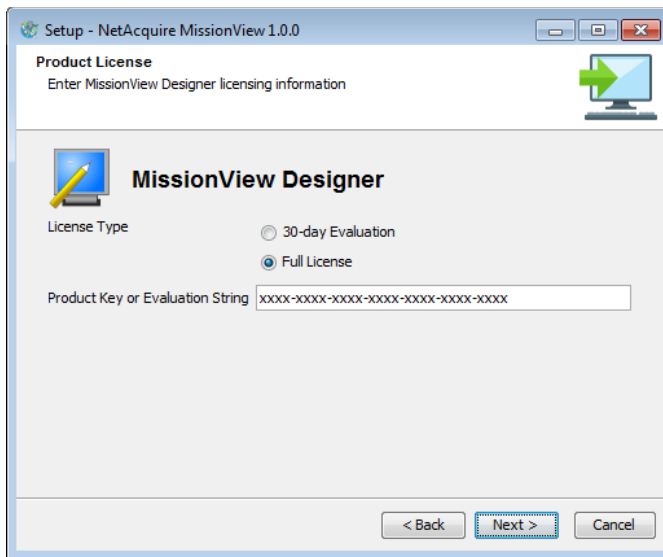 Setup - NetAcquire MissionView 1.0.0
Product License
Enter MissionView Designer licensing information
MissionView Designer
License Type
30-day Evaluation
Full License
Product Key or Evaluation String xxxx-xxxx-xxxx-xxxx-xxxx-xxxx-xxxx
< Back Next > Cancel